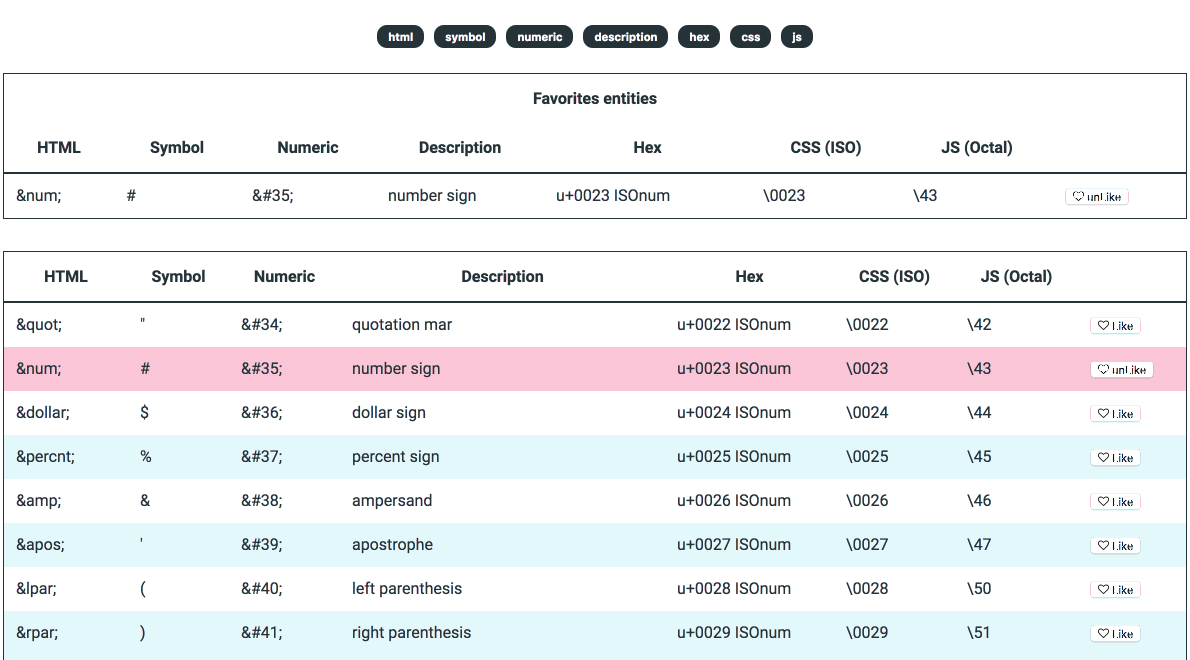 html symbol numeric description hex css js
Favorites entities
HTML Symbol Numeric Description Hex CSS (ISO) JS (Octal)
&num; # &#35; number sign u+0023 ISOnum \0023 \43 unLike
HTML Symbol Numeric Description Hex CSS (ISO) JS (Octal)
&quot; " &#34; quotation mar u+0022 ISOnum \0022 \42 Like
&num; # &#35; number sign u+0023 ISOnum \0023 \43 unLike
&dollar; $ &#36; dollar sign u+0024 ISOnum \0024 \44 Like
&percnt; % &#37; percent sign u+0025 ISOnum \0025 \45 Like
&amp; & &#38; ampersand u+0026 ISOnum \0026 \46 Like
&apos; ' &#39; apostrophe u+0027 ISOnum \0027 \47 Like
&lpar; ( &#40; left parenthesis u+0028 ISOnum \0028 \50 Like
&rpar; ) &#41; right parenthesis u+0029 ISOnum \0029 \51 Like